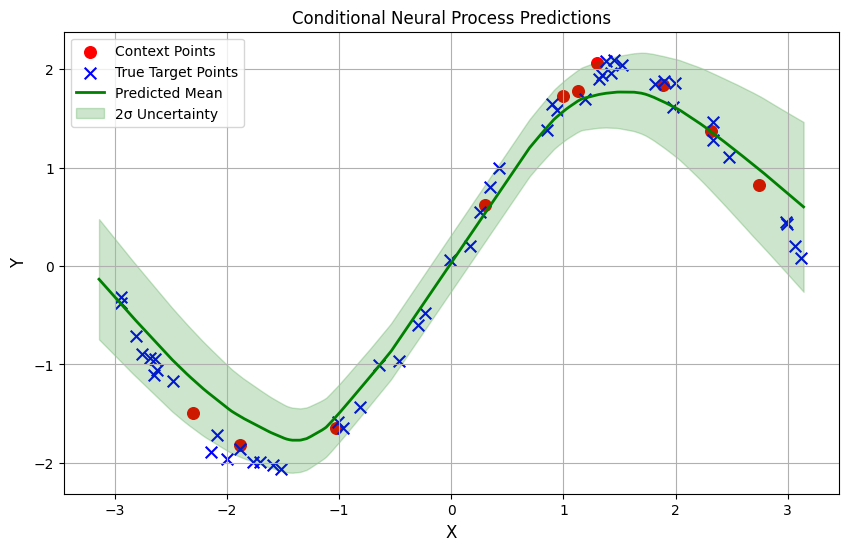 Conditional Neural Process Predictions
Context Points
True Target Points
Predicted Mean
2σ Uncertainty
Y
2
1
0
−1
−2
−3
−2
−1
0
1
2
3
X